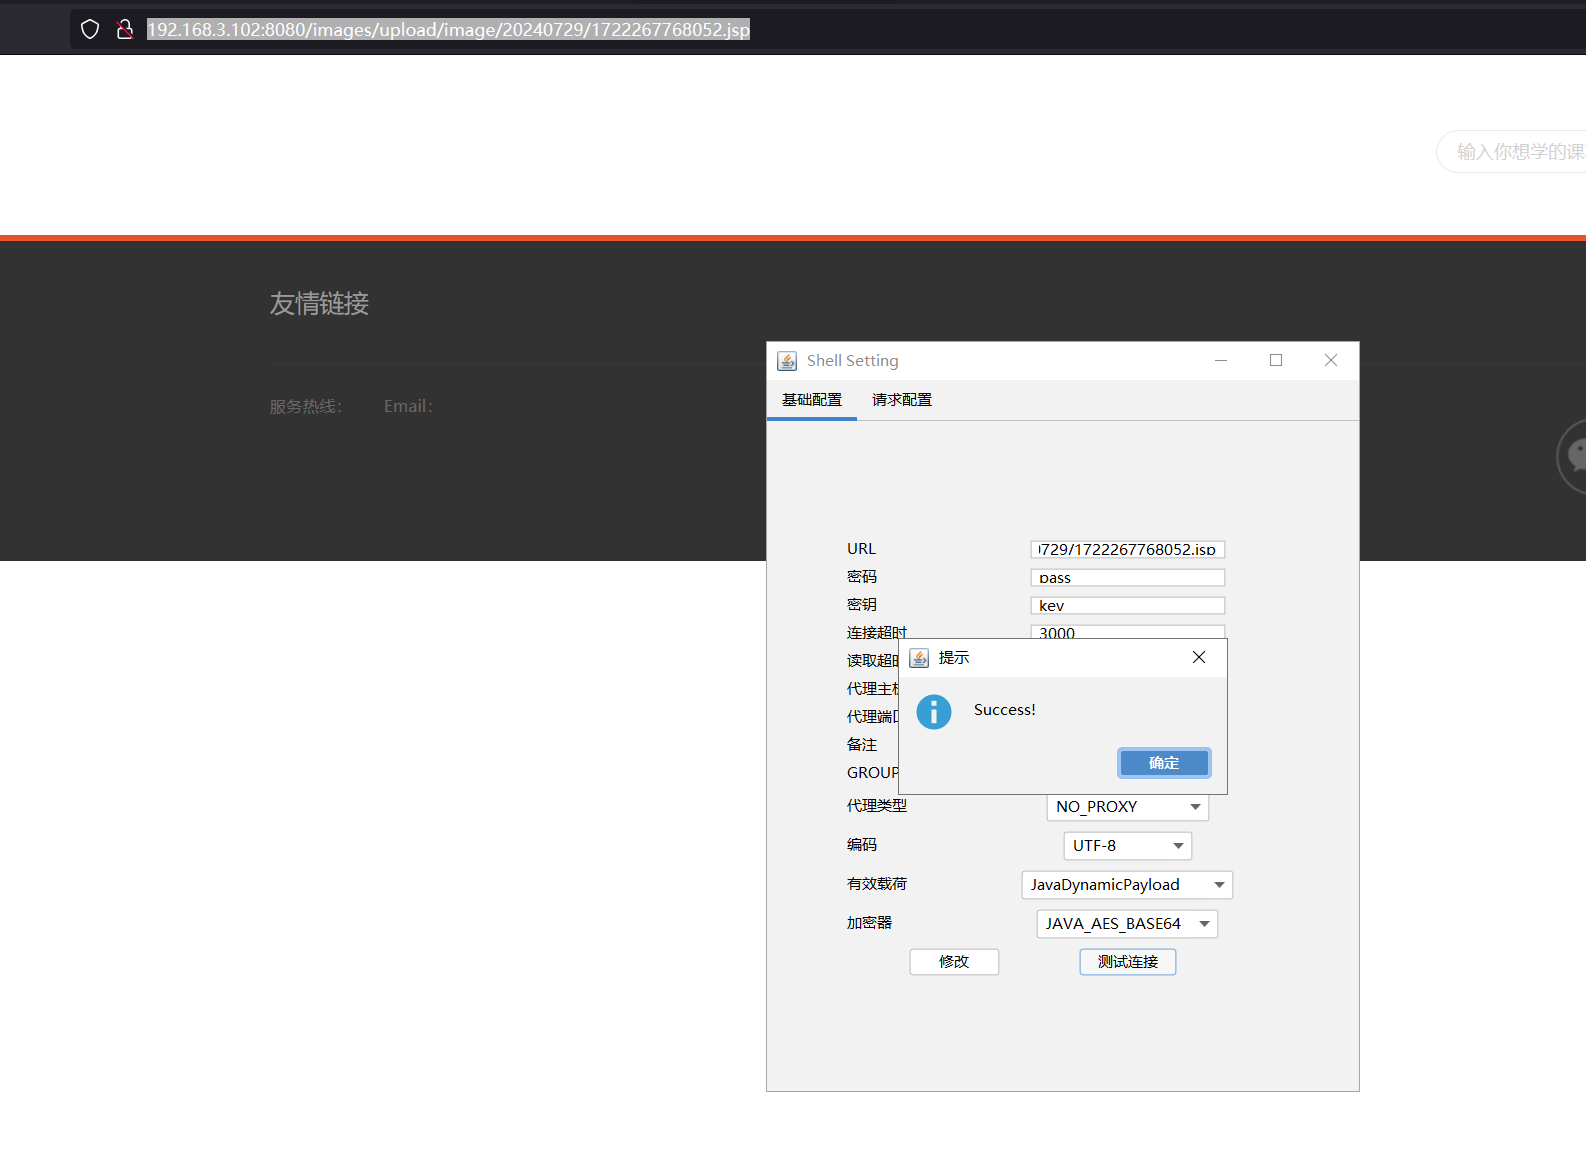 192.168.3.102:8080/images/upload/image/20240729/1722267768052.jsp
输入你想学的课
友情链接
服务热线： Email：
Shell Setting
基础配置 请求配置
URL 0729/1722267768052.jsp
密码 pass
密钥 key
连接超时 3000
读取超时
代理主机
代理端口
备注
GROUP
提示
Success!
确定
代理类型 NO_PROXY
编码 UTF-8
有效载荷 JavaDynamicPayload
加密器 JAVA_AES_BASE64
修改 测试连接